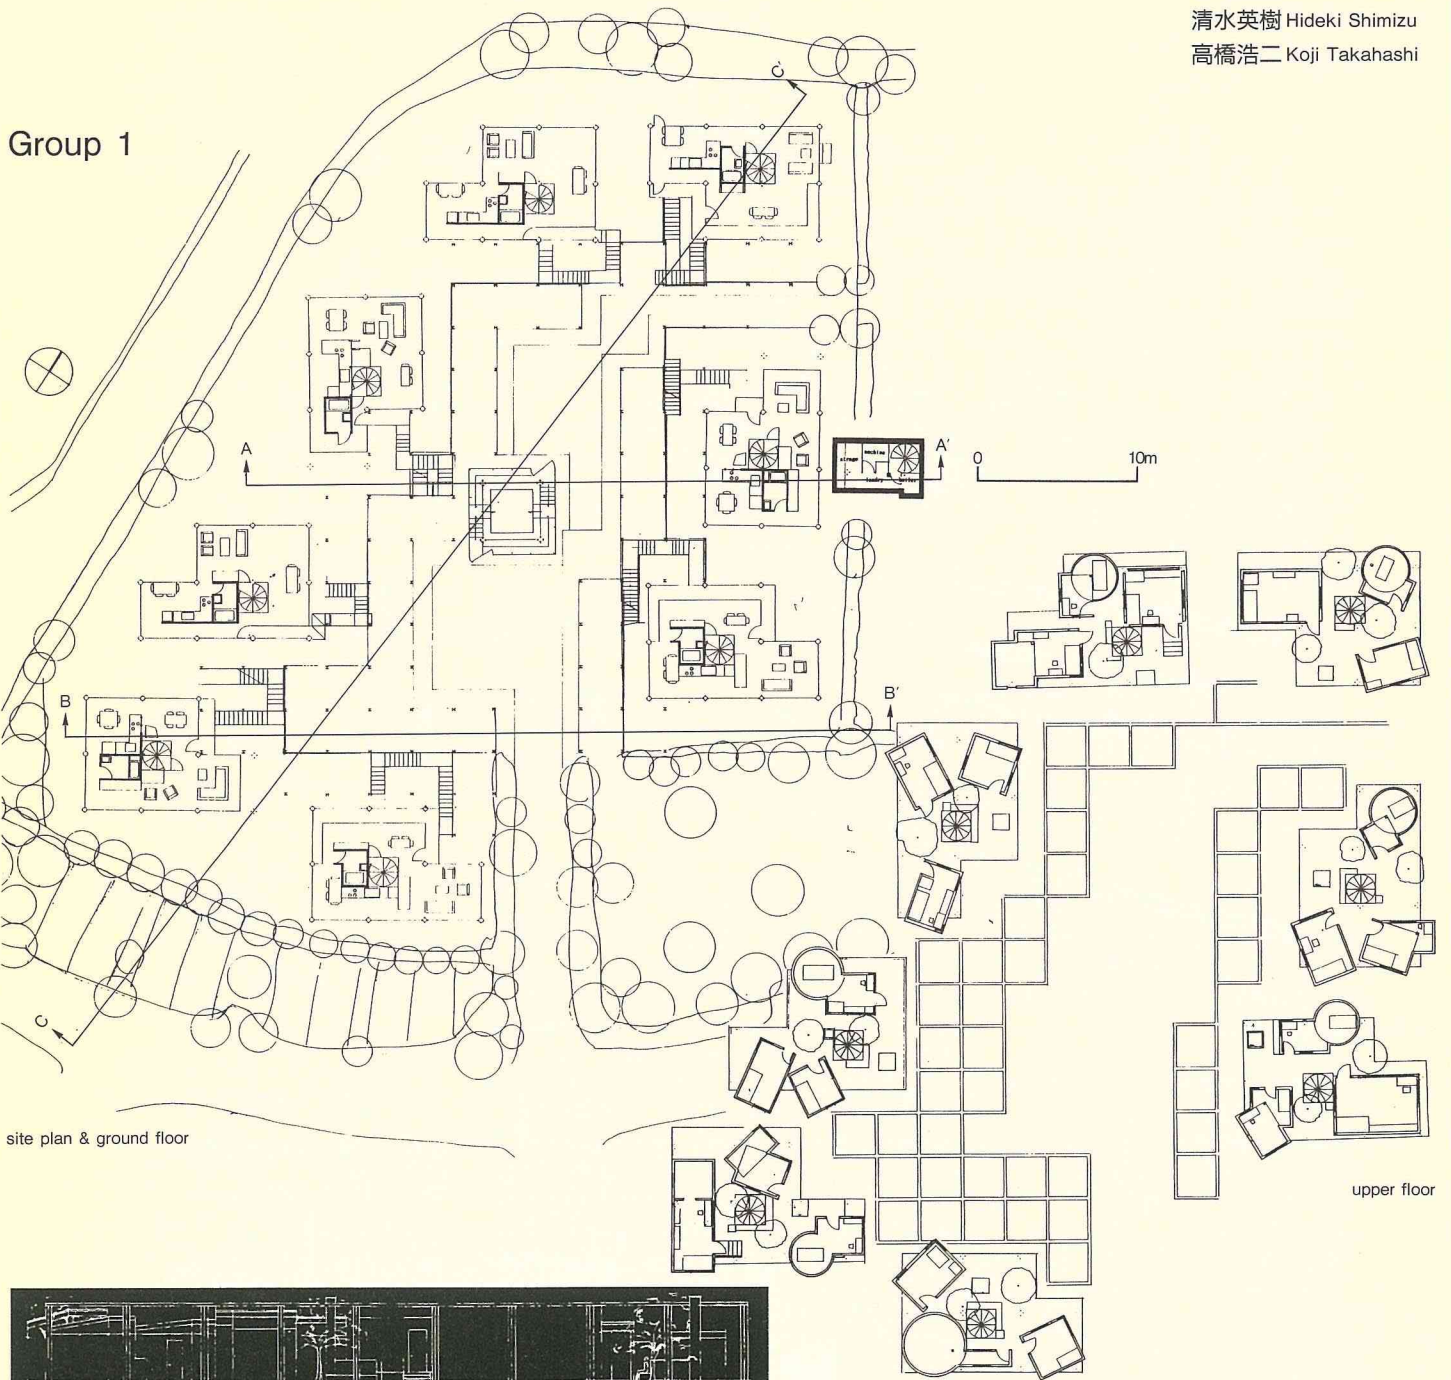 清水英樹 Hideki Shimizu
高橋浩二 Koji Takahashi
Group 1
C'
A
A'
0 10m
B
B'
C
site plan & ground floor
upper floor